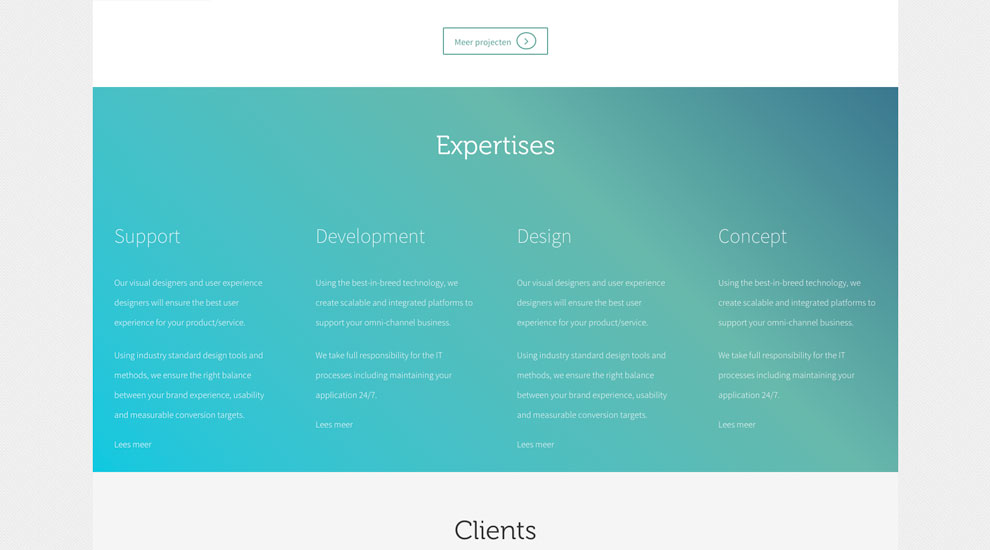 Meer projecten
Expertises
Support
Our visual designers and user experience
designers will ensure the best user
experience for your product/service.
Using industry standard design tools and
methods, we ensure the right balance
between your brand experience, usability
and measurable conversion targets.
Lees meer
Development
Using the best-in-breed technology, we
create scalable and integrated platforms to
support your omni-channel business.
We take full responsibility for the IT
processes including maintaining your
application 24/7.
Lees meer
Design
Our visual designers and user experience
designers will ensure the best user
experience for your product/service.
Using industry standard design tools and
methods, we ensure the right balance
between your brand experience, usability
and measurable conversion targets.
Lees meer
Concept
Using the best-in-breed technology, we
create scalable and integrated platforms to
support your omni-channel business.
We take full responsibility for the IT
processes including maintaining your
application 24/7.
Lees meer
Clients